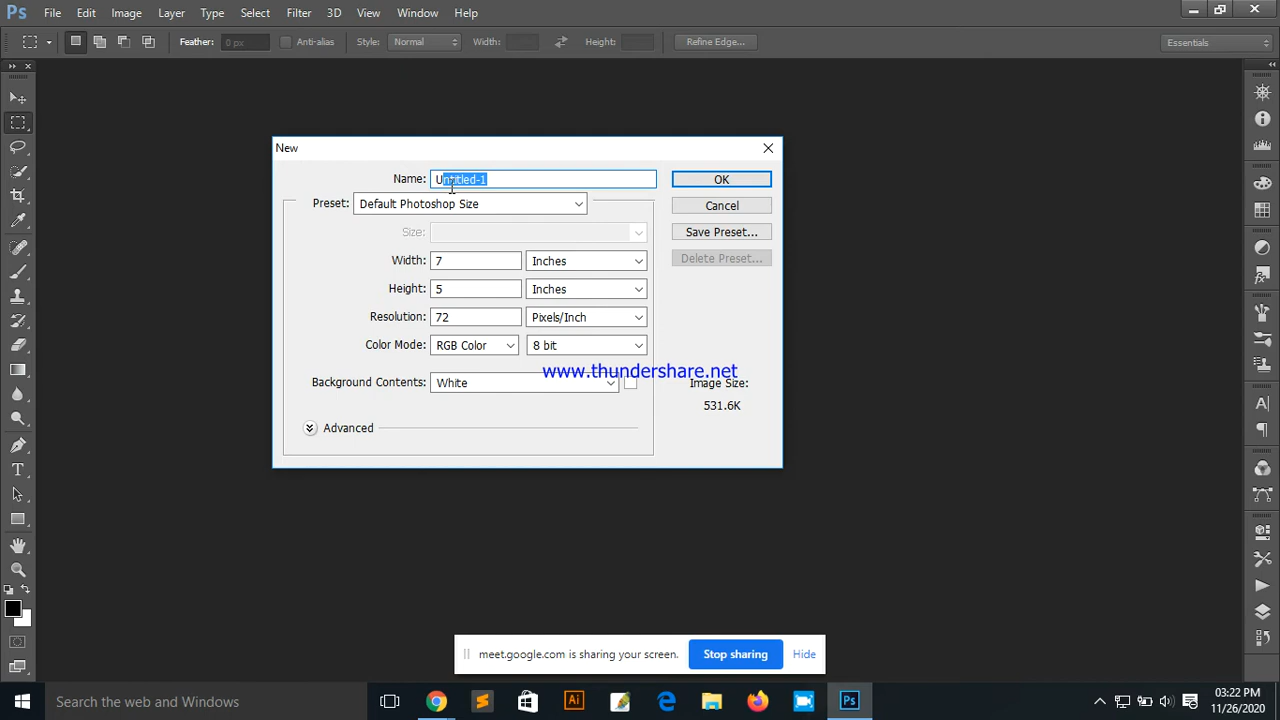 Ps File Edit Image Layer Type Select Filter 3D View Window Help
Feather: 0 px Anti-alias Style: Normal Width: Height: Refine Edge... Essentials
New
Name: Untitled-1 OK
Preset: Default Photoshop Size Cancel
Size: Save Preset...
Width: 7 Inches Delete Preset...
Height: 5 Inches
Resolution: 72 Pixels/Inch
Color Mode: RGB Color 8 bit
www.thundershare.net
Background Contents: White Image Size:
531.6K
Advanced
meet.google.com is sharing your screen. Stop sharing Hide
Search the web and Windows Ai Ps 03:22 PM
11/26/2020